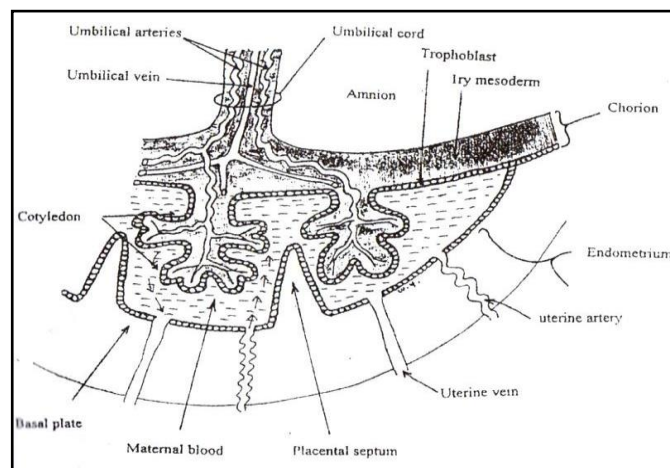 Umbilical arteries
Umbilical cord
Umbilical vein
Trophoblast
1ry mesoderm
Amnion
Chorion
Cotyledon
Endometrium
uterine artery
Uterine vein
Basal plate
Maternal blood
Placental septum